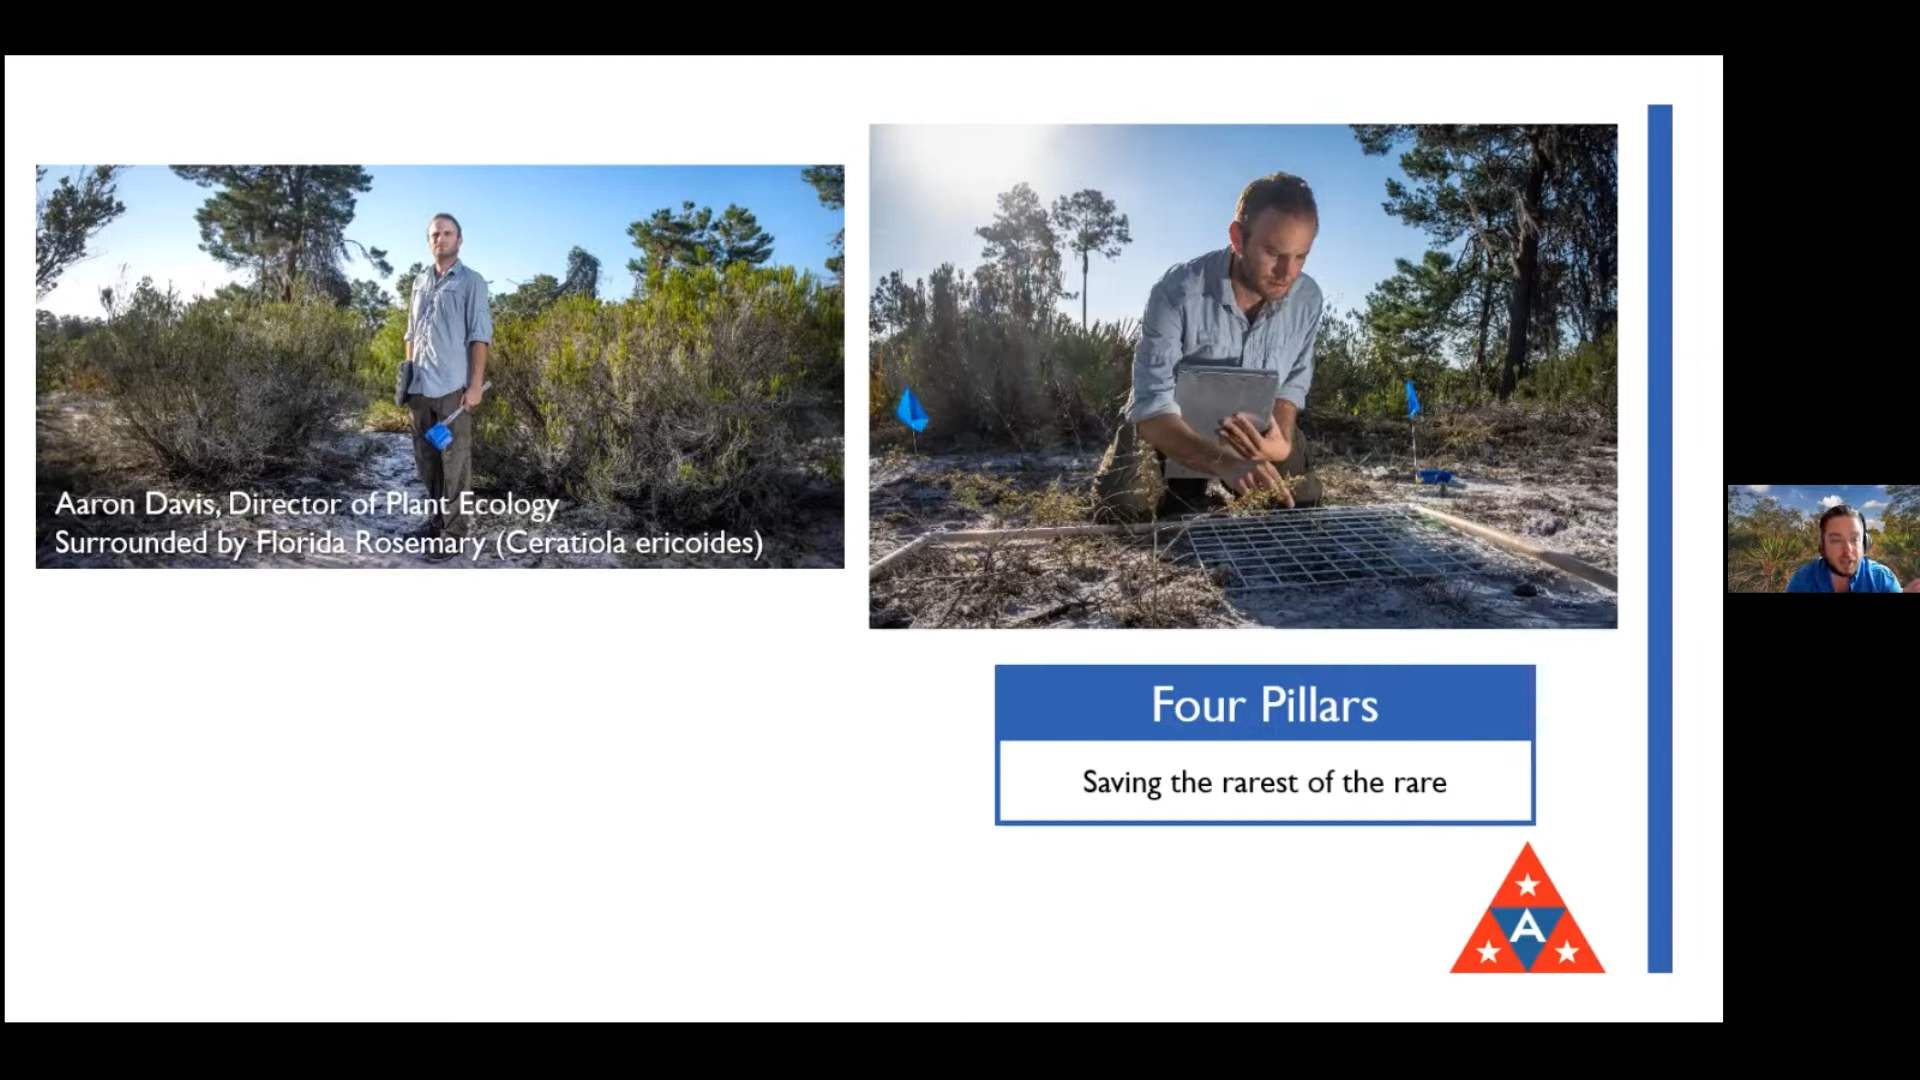 Aaron Davis, Director of Plant Ecology
Surrounded by Florida Rosemary (Ceratiola ericoides)
Four Pillars
Saving the rarest of the rare
A